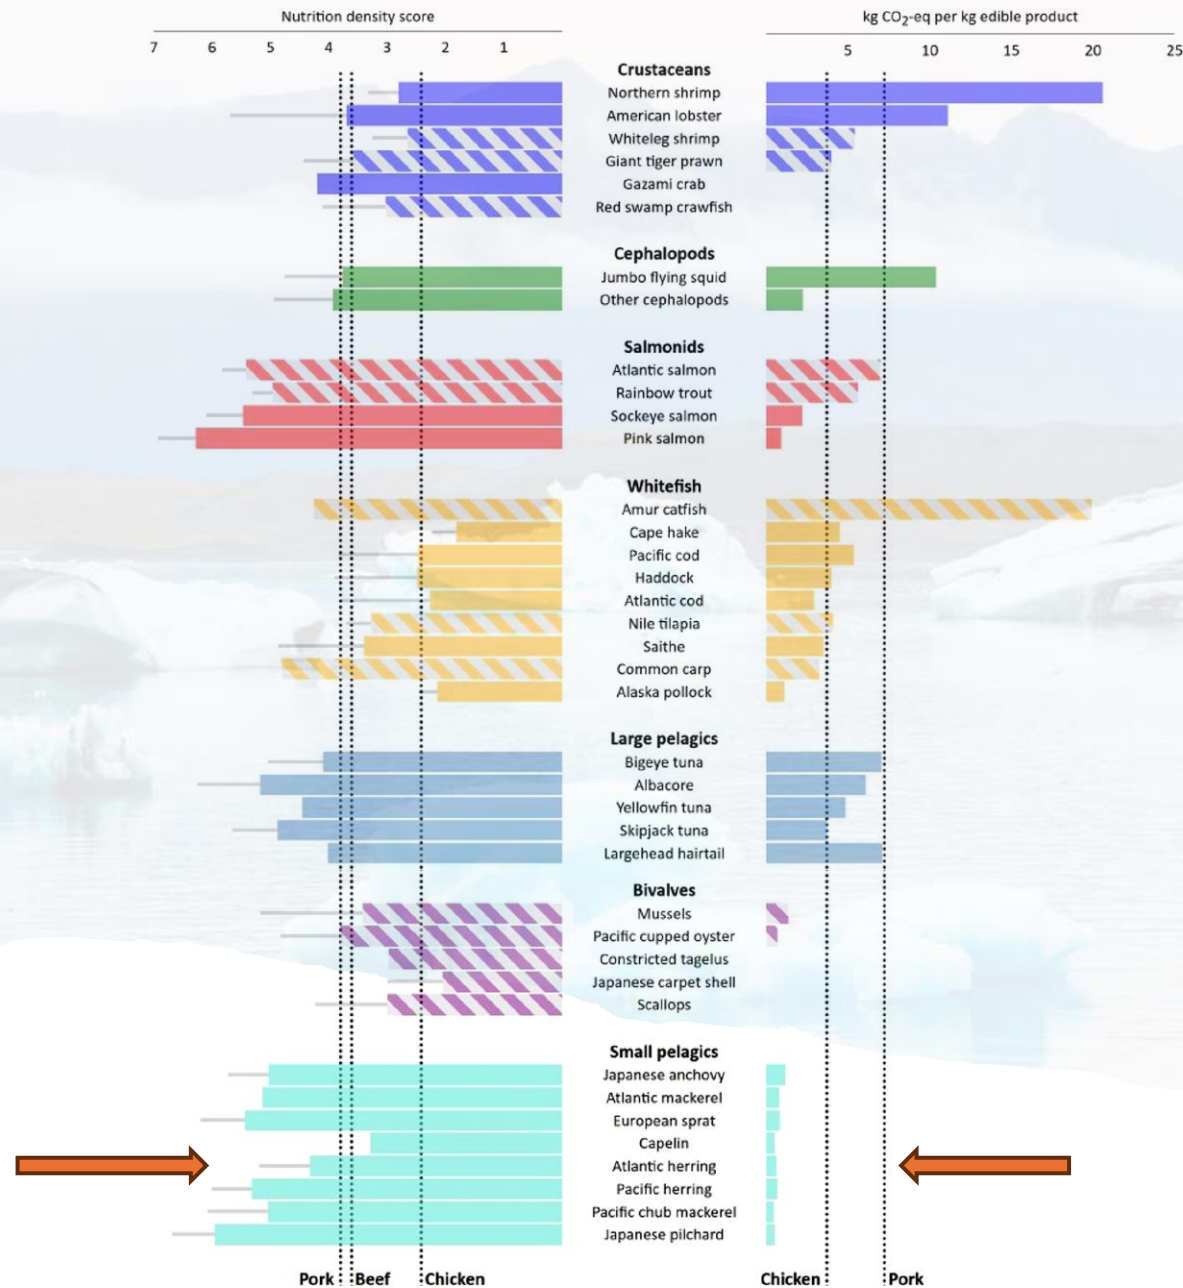 Nutrition density score
kg CO₂-eq per kg edible product
7 6 5 4 3 2 1
5 10 15 20 25
Crustaceans
Northern shrimp
American lobster
Whiteleg shrimp
Giant tiger prawn
Gazami crab
Red swamp crawfish
Cephalopods
Jumbo flying squid
Other cephalopods
Salmonids
Atlantic salmon
Rainbow trout
Sockeye salmon
Pink salmon
Whitefish
Amur catfish
Cape hake
Pacific cod
Haddock
Atlantic cod
Nile tilapia
Saithe
Common carp
Alaska pollock
Large pelagics
Bigeye tuna
Albacore
Yellowfin tuna
Skipjack tuna
Largehead hairtail
Bivalves
Mussels
Pacific cupped oyster
Constricted tagelus
Japanese carpet shell
Scallops
Small pelagics
Japanese anchovy
Atlantic mackerel
European sprat
Capelin
Atlantic herring
Pacific herring
Pacific chub mackerel
Japanese pilchard
Pork Beef Chicken
Chicken Pork